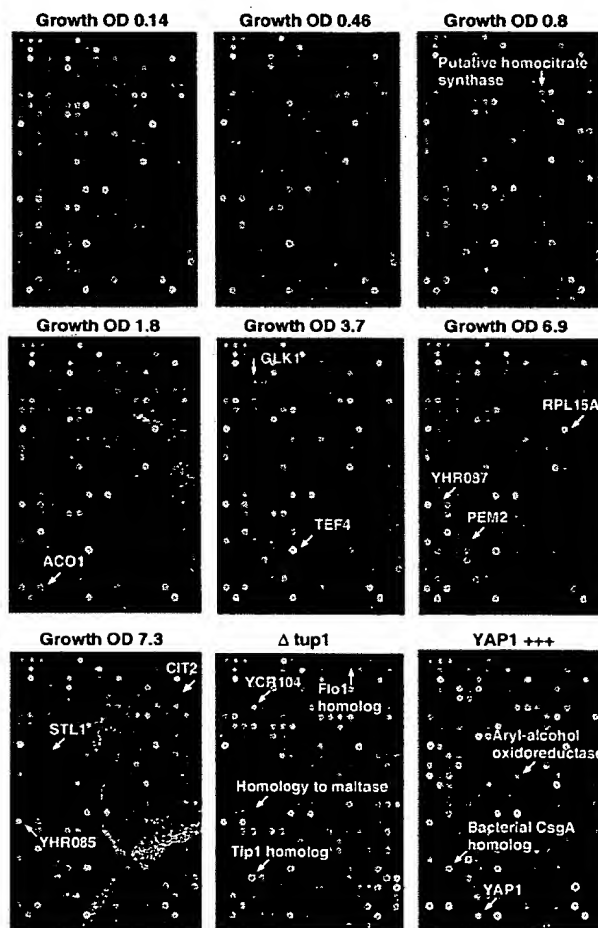 Growth OD 0.14
Growth OD 0.46
Growth OD 0.8
Putative homocitrate
synthase
Growth OD 1.8
Growth OD 3.7
Growth OD 6.9
GLK1
RPL15A
YHR087
TEF4
PEM2
ACO1
Growth OD 7.3
Δ tup1
YAP1 +++
CIT2
YCR104
Flo1
homolog
STL1
Aryl-alcohol
oxidoreductase
Homology to maltase
YHR085
Tip1 homolog
Bacterial CsgA
homolog
YAP1